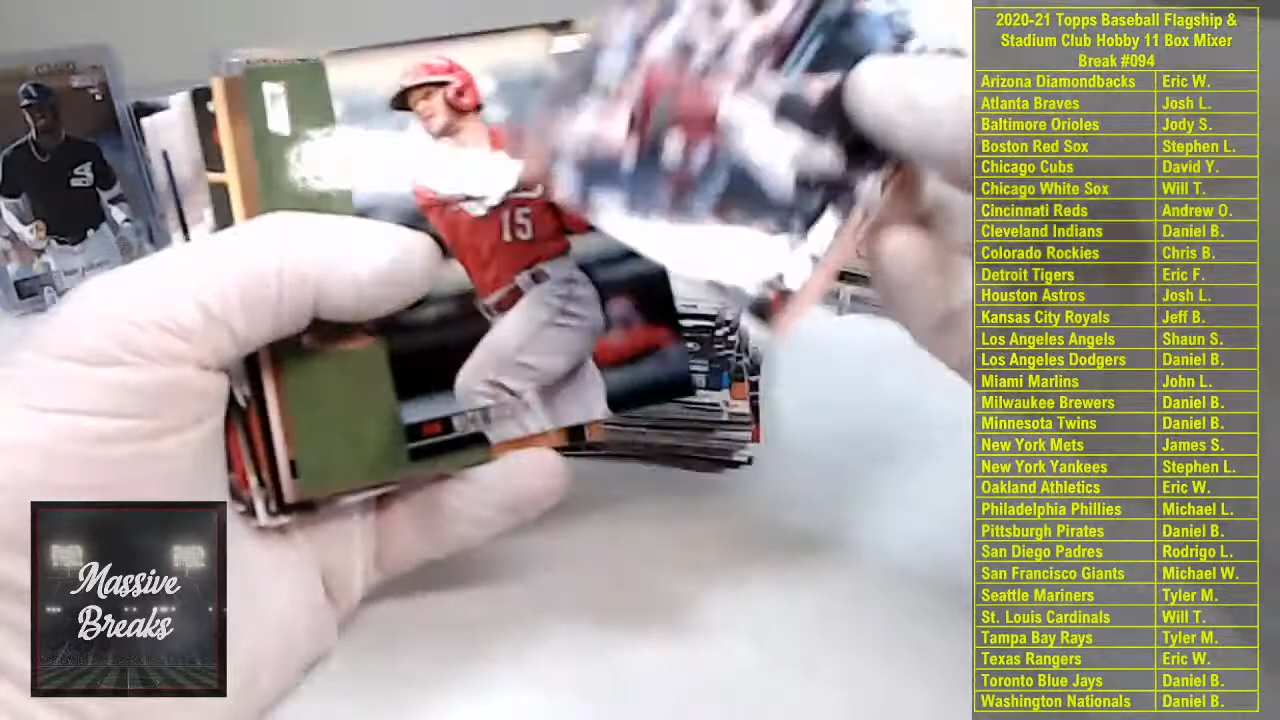 2020-21 Topps Baseball Flagship &
Stadium Club Hobby 11 Box Mixer
Break #094
Arizona Diamondbacks Eric W.
Atlanta Braves Josh L.
Baltimore Orioles Jody S.
Boston Red Sox Stephen L.
Chicago Cubs David Y.
Chicago White Sox Will T.
Cincinnati Reds Andrew O.
Cleveland Indians Daniel B.
Colorado Rockies Chris B.
Detroit Tigers Eric F.
Houston Astros Josh L.
Kansas City Royals Jeff B.
Los Angeles Angels Shaun S.
Los Angeles Dodgers Daniel B.
Miami Marlins John L.
Milwaukee Brewers Daniel B.
Minnesota Twins Daniel B.
New York Mets James S.
New York Yankees Stephen L.
Oakland Athletics Eric W.
Philadelphia Phillies Michael L.
Pittsburgh Pirates Daniel B.
San Diego Padres Rodrigo L.
San Francisco Giants Michael W.
Seattle Mariners Tyler M.
St. Louis Cardinals Will T.
Tampa Bay Rays Tyler M.
Texas Rangers Eric W.
Toronto Blue Jays Daniel B.
Washington Nationals Daniel B.
15
Massive
Breaks